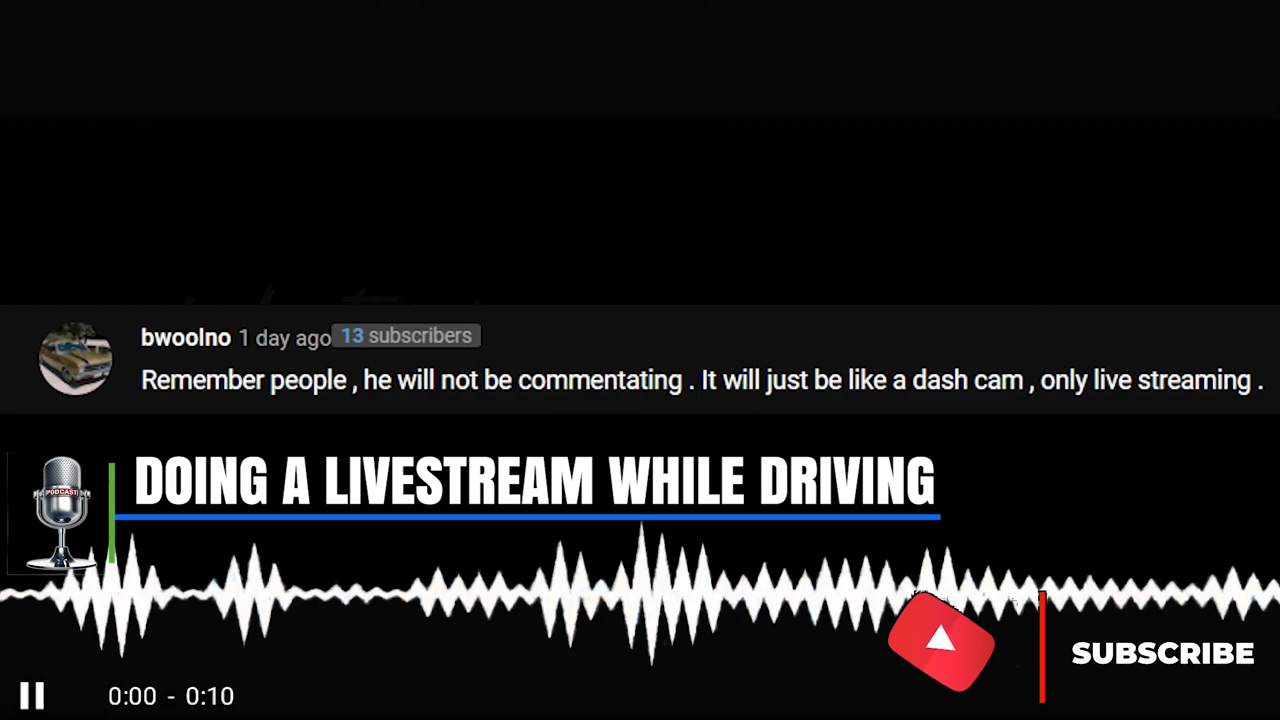 bwoolno 1 day ago 13 subscribers
Remember people , he will not be commentating . It will just be like a dash cam , only live streaming .
PODCAST
DOING A LIVESTREAM WHILE DRIVING
SUBSCRIBE
0:00 - 0:10